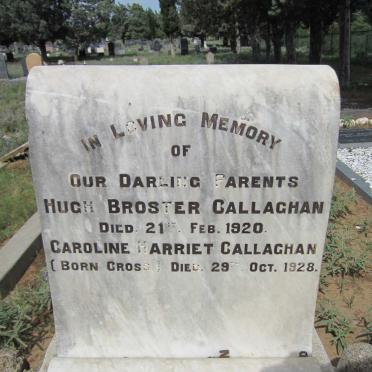 IN LOVING MEMORY
OF
OUR DARLING PARENTS
HUGH BROSTER CALLAGHAN
DIED 21ST. FEB. 1920.
CAROLINE HARRIET CALLAGHAN
(BORN CROSS) DIED 29TH. OCT. 1928.